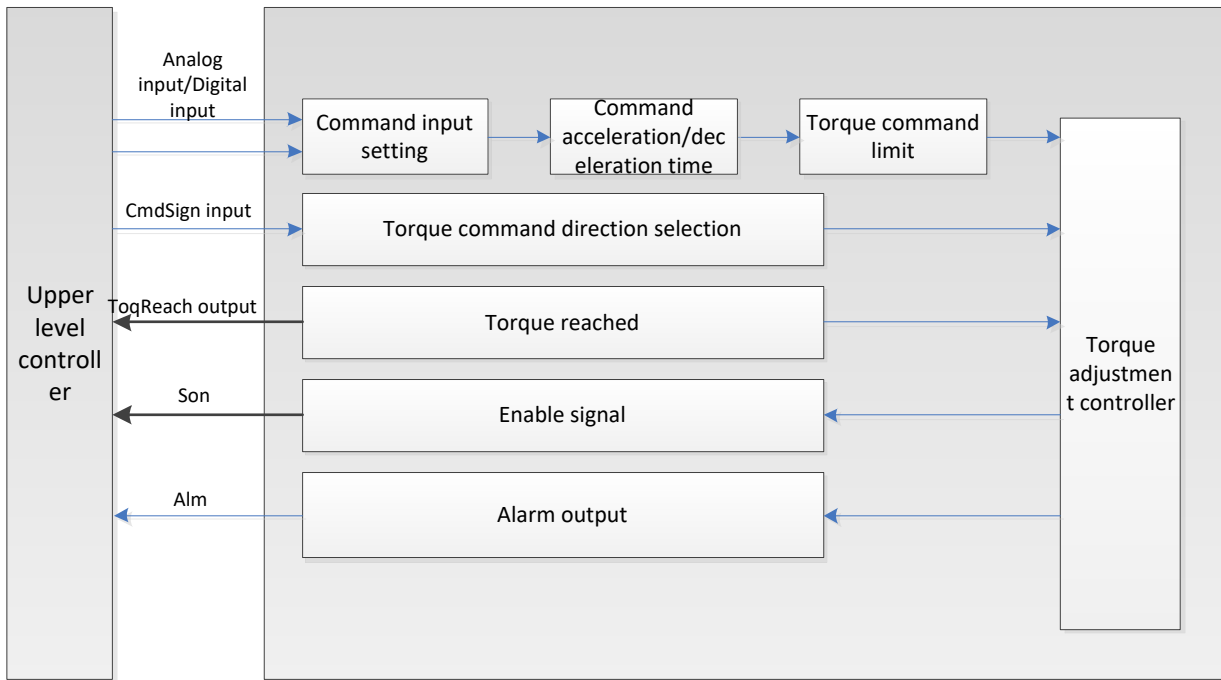 Analog
input/Digital
input
Command input
setting
Command
acceleration/dec
eleration time
Torque command
limit
CmdSign input
Torque command direction selection
Upper
level
controll
er
ToqReach output
Torque reached
Torque
adjustmen
t controller
Son
Enable signal
Alm
Alarm output